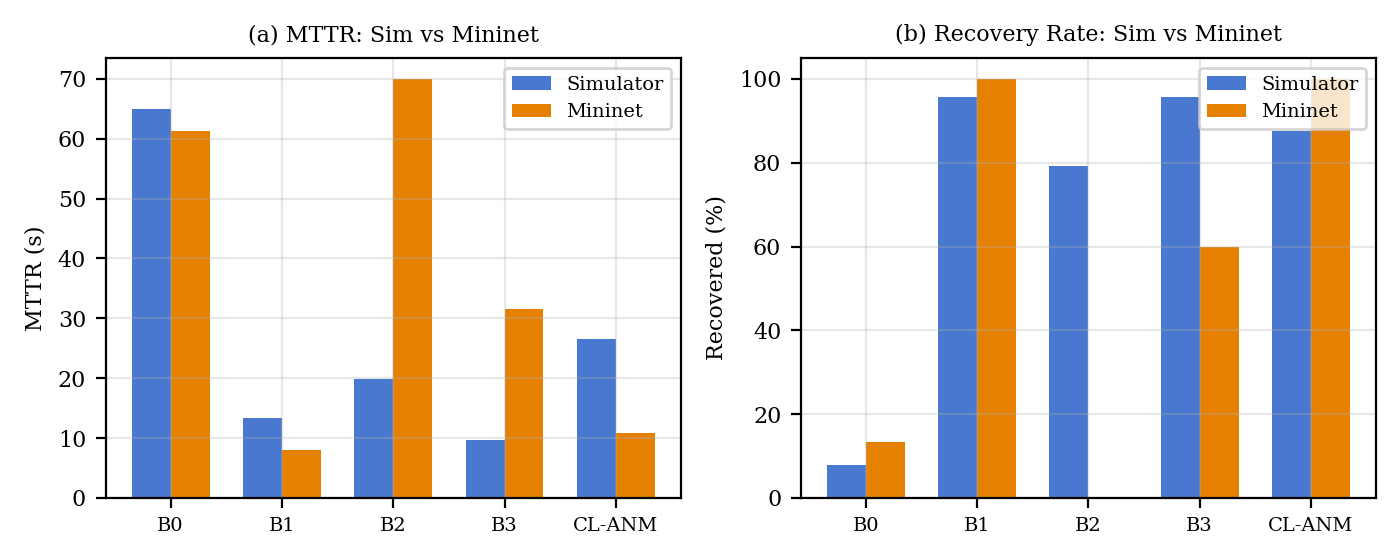 (a) MTTR: Sim vs Mininet
MTTR (s)
70
60
50
40
30
20
10
0
Simulator
Mininet
B0 B1 B2 B3 CL-ANM
(b) Recovery Rate: Sim vs Mininet
Recovered (%)
100
80
60
40
20
0
Simulator
Mininet
B0 B1 B2 B3 CL-ANM